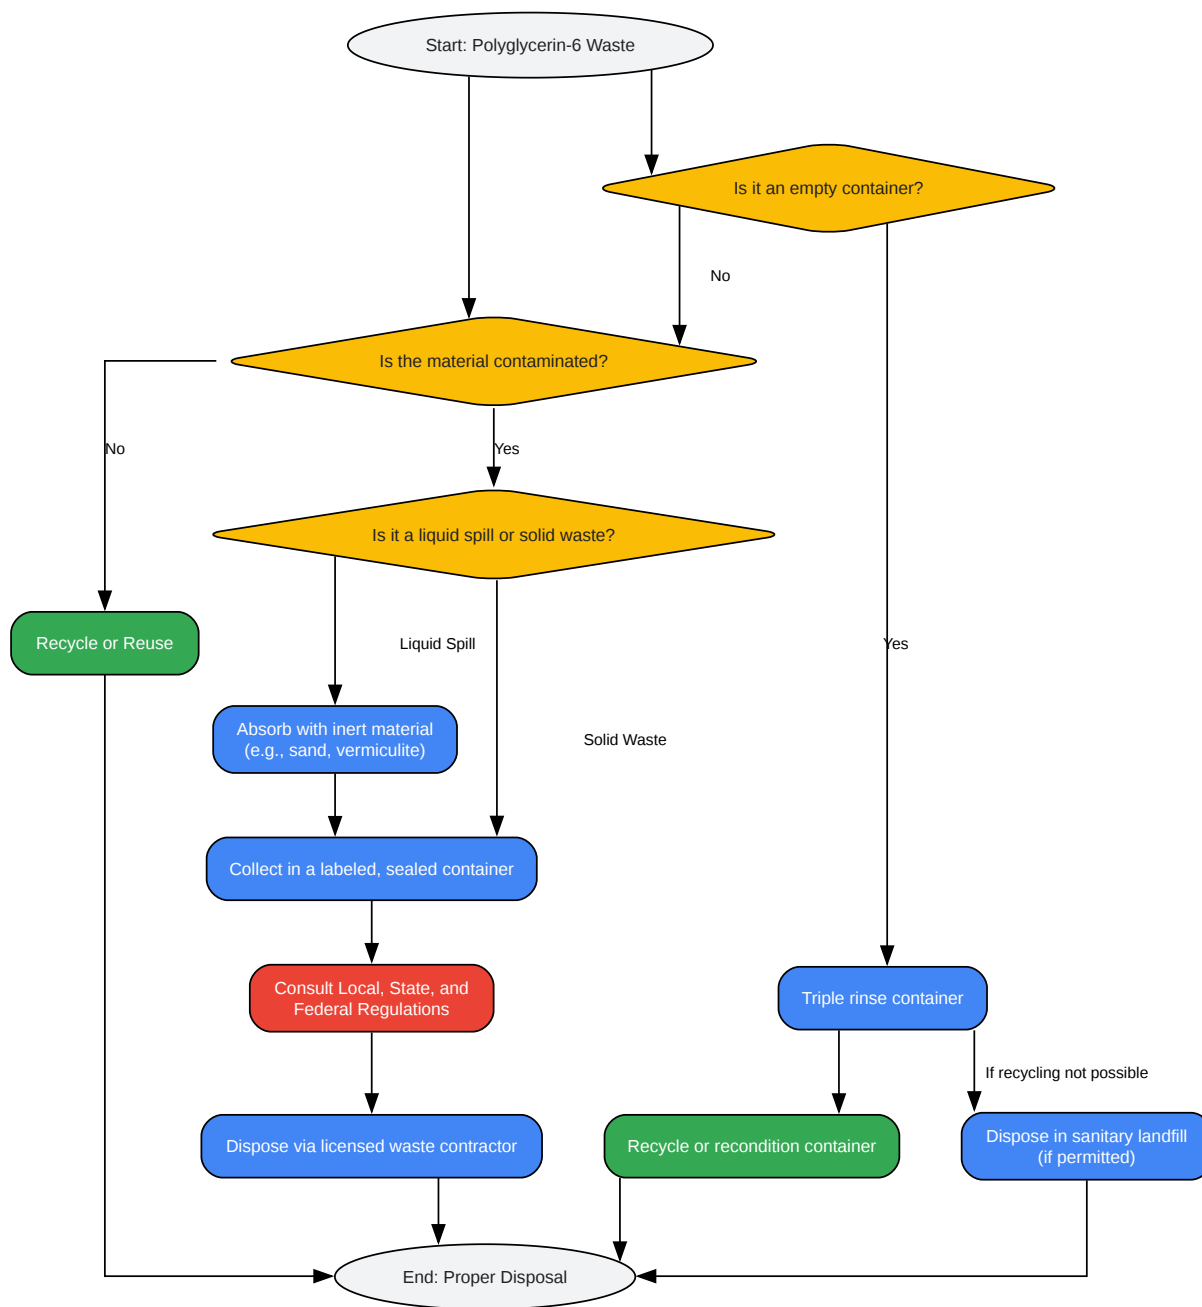 Start: Polyglycerin-6 Waste
Is it an empty container?
No
Is the material contaminated?
No
Yes
Is it a liquid spill or solid waste?
Recycle or Reuse
Liquid Spill
Yes
Absorb with inert material
(e.g., sand, vermiculite)
Solid Waste
Collect in a labeled, sealed container
Consult Local, State, and
Federal Regulations
Triple rinse container
If recycling not possible
Dispose via licensed waste contractor
Recycle or recondition container
Dispose in sanitary landfill
(if permitted)
End: Proper Disposal